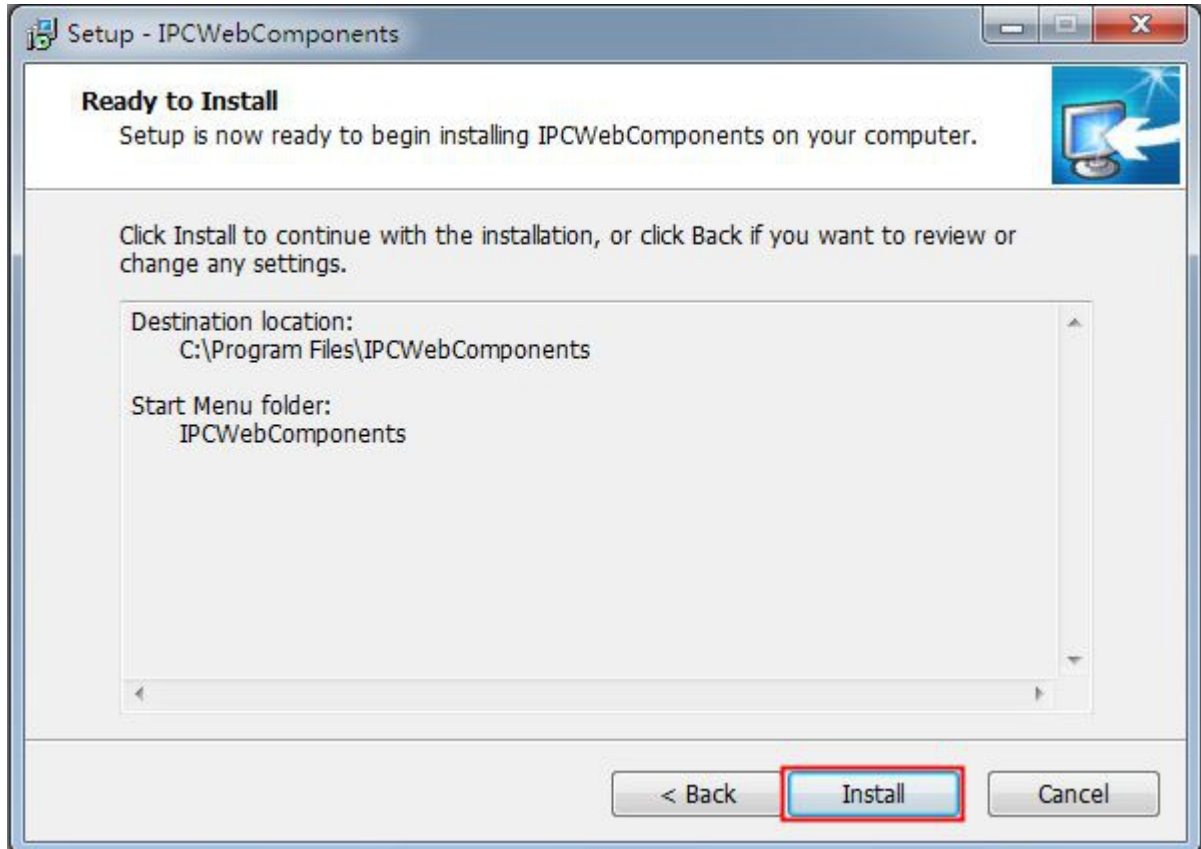 Setup - IPCWebComponents
Ready to Install
Setup is now ready to begin installing IPCWebComponents on your computer.
Click Install to continue with the installation, or click Back if you want to review or
change any settings.
Destination location:
C:\Program Files\IPCWebComponents
Start Menu folder:
IPCWebComponents
< Back
Install
Cancel